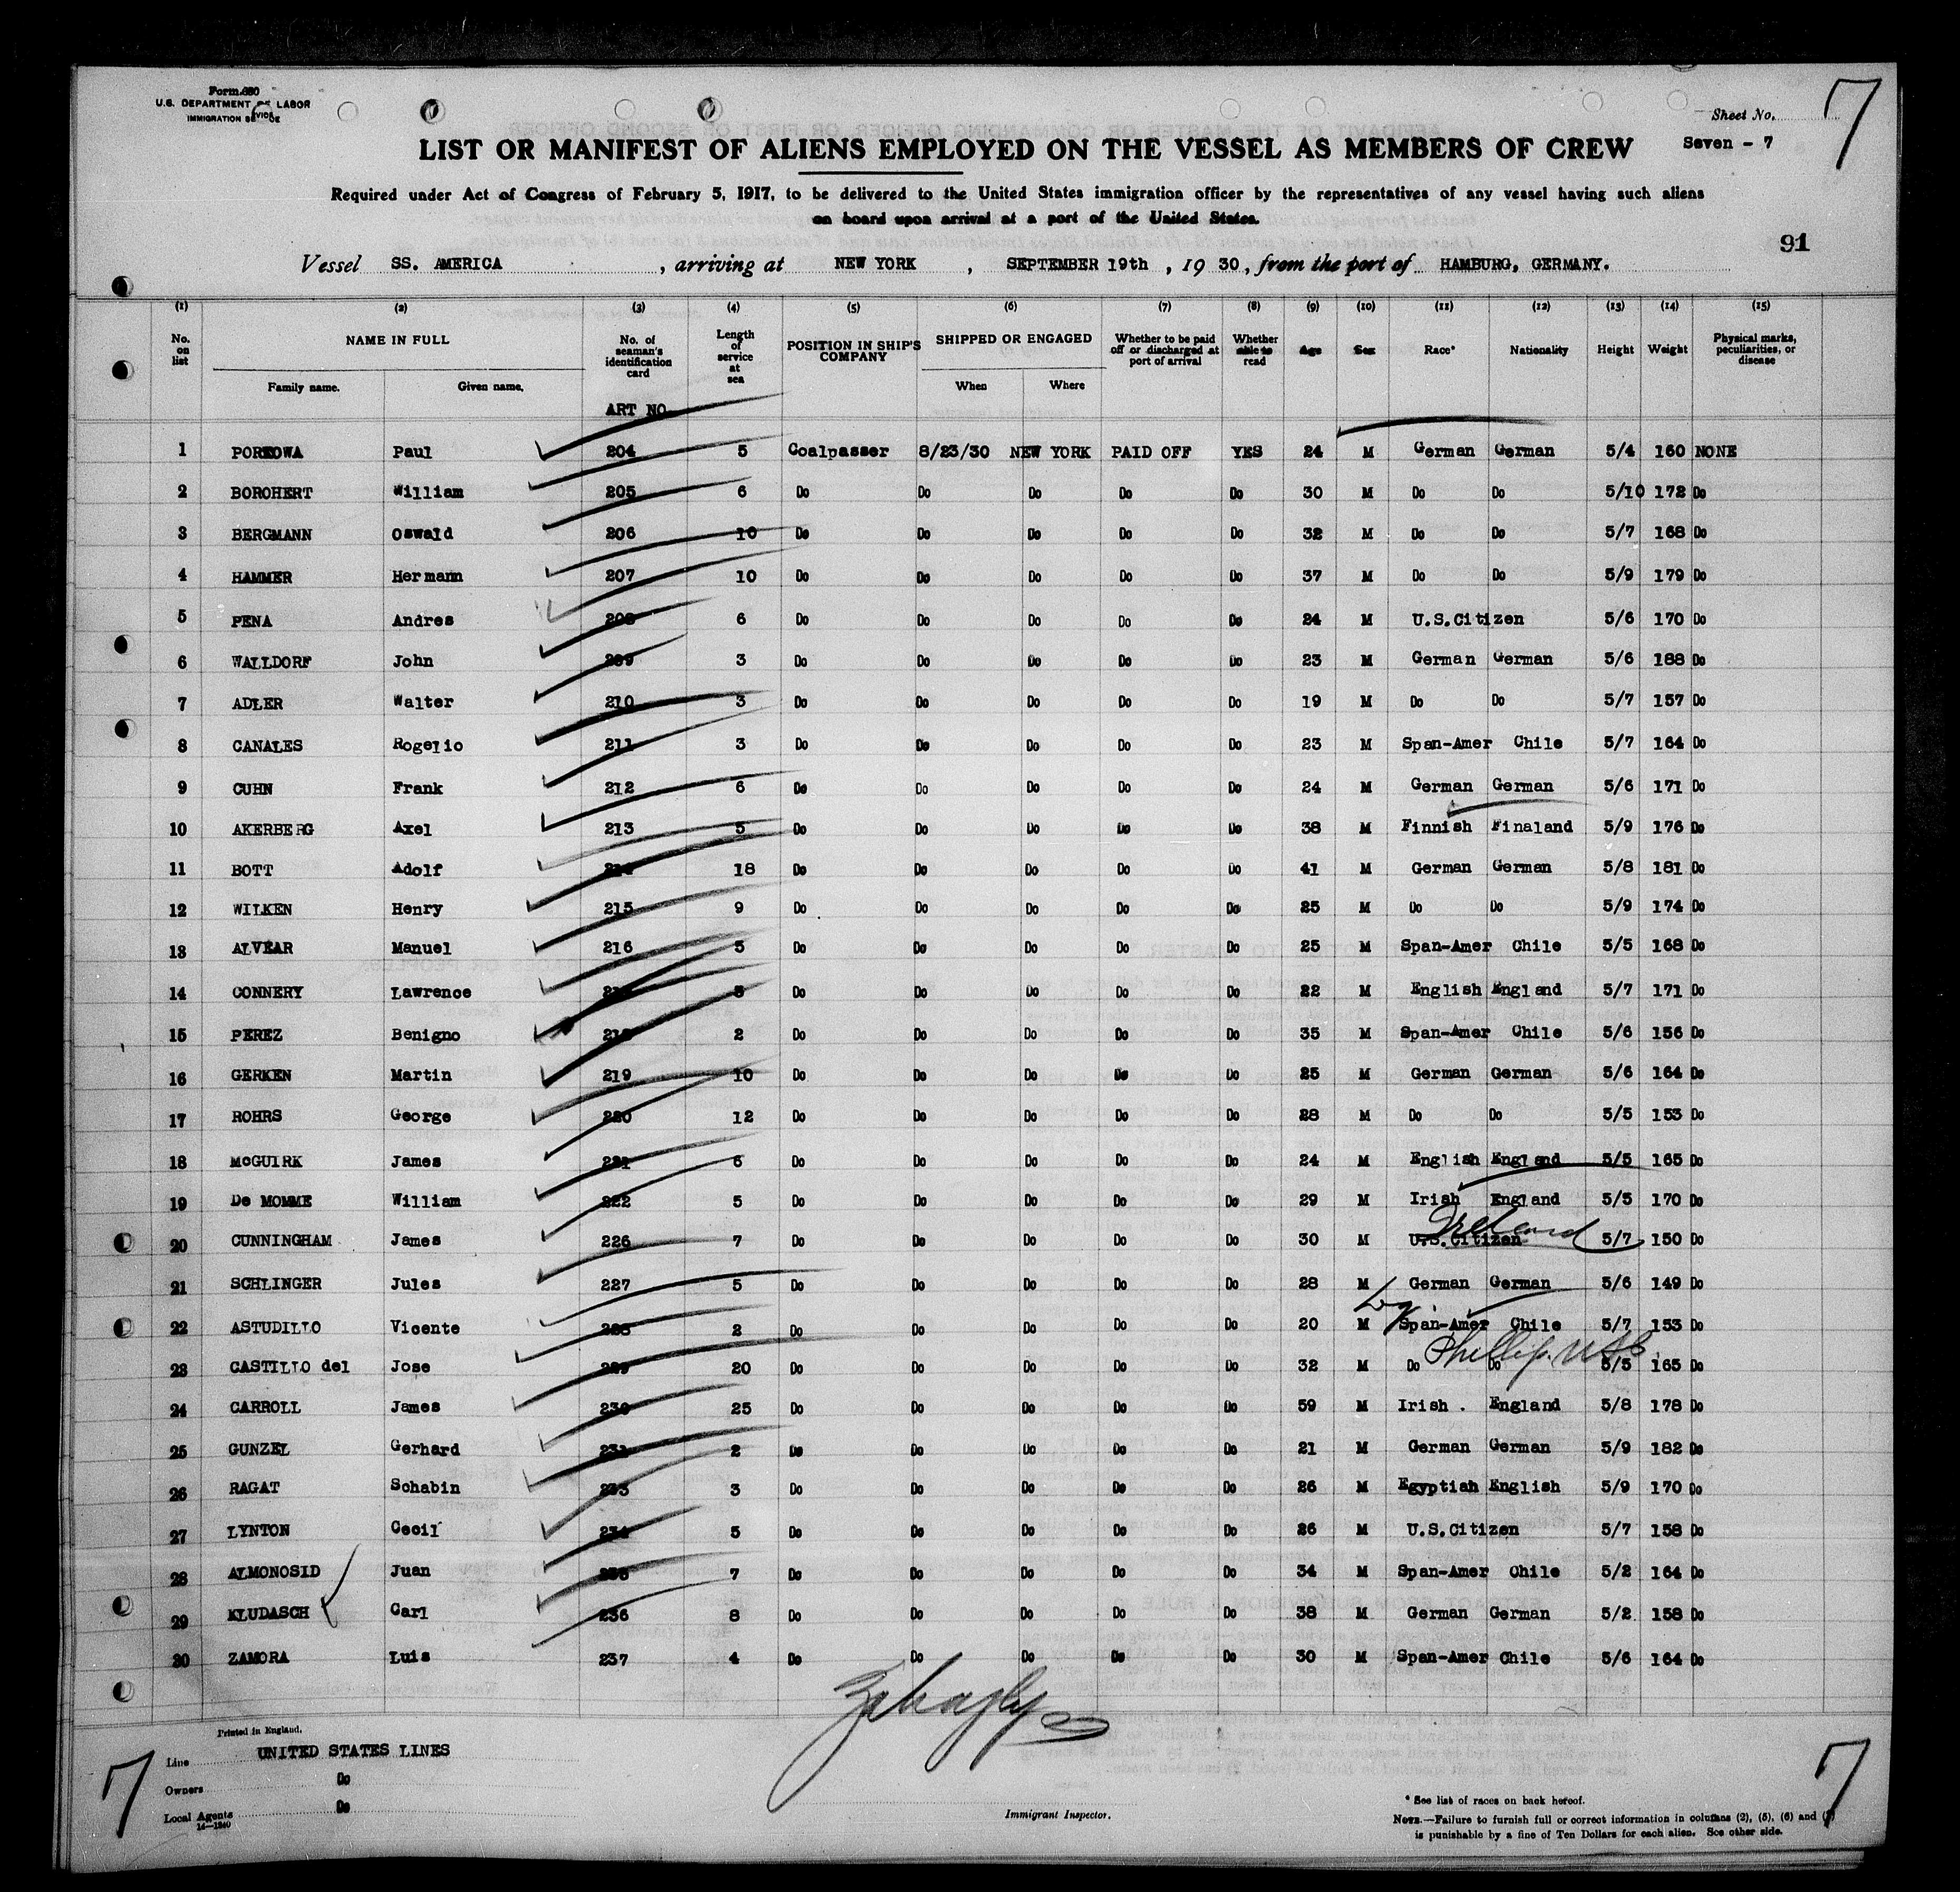 Form 680
U.S. DEPARTMENT OF LABOR
IMMIGRATION SERVICE
Sheet No.
7
Seven - 7
LIST OR MANIFEST OF ALIENS EMPLOYED ON THE VESSEL AS MEMBERS OF CREW
Required under Act of Congress of February 5, 1917, to be delivered to the United States immigration officer by the representatives of any vessel having such aliens
on board upon arrival at a port of the United States.
91
Vessel SS. AMERICA , arriving at NEW YORK , SEPTEMBER 19th , 19 30, from the port of HAMBURG, GERMANY.
(1) (2) (3) (4) (5) (6) (7) (8) (9) (10) (11) (12) (13) (14) (15)
No. on list NAME IN FULL Family name. Given name. No. of seaman's identification card Length of service at sea POSITION IN SHIP'S COMPANY SHIPPED OR ENGAGED When Where Whether to be paid off or discharged at port of arrival Whether able to read Age Sex Race* Nationality Height Weight Physical marks, peculiarities, or disease
ART NO.
1 PORKOWA Paul 204 5 Coalpasser 8/23/30 NEW YORK PAID OFF YES 24 M German German 5/4 160 NONE
2 BORCHERT William 205 6 Do Do Do Do Do 30 M Do Do 5/10 172 Do
3 BERGMANN Oswald 206 10 Do Do Do Do Do 32 M Do Do 5/7 168 Do
4 HAMMER Hermann 207 10 Do Do Do Do Do 37 M Do Do 5/9 179 Do
5 PENA Andres 208 6 Do Do Do Do Do 24 M U.S.Citizen 5/6 170 Do
6 WALLDORF John 209 3 Do Do Do Do Do 23 M German German 5/6 188 Do
7 ADLER Walter 210 3 Do Do Do Do Do 19 M Do Do 5/7 157 Do
8 CANALES Rogelio 211 3 Do Do Do Do Do 23 M Span-Amer Chile 5/7 164 Do
9 CUHN Frank 212 6 Do Do Do Do Do 24 M German German 5/6 171 Do
10 AKERBERG Axel 213 5 Do Do Do Do Do 38 M Finnish Finaland 5/9 176 Do
11 BOTT Adolf 214 18 Do Do Do Do Do 41 M German German 5/8 181 Do
12 WILKEN Henry 215 9 Do Do Do Do Do 25 M Do Do 5/9 174 Do
13 ALVEAR Manuel 216 5 Do Do Do Do Do 25 M Span-Amer Chile 5/5 168 Do
14 CONNERY Lawrence 217 5 Do Do Do Do Do 22 M English England 5/7 171 Do
15 PEREZ Benigno 218 2 Do Do Do Do Do 35 M Span-Amer Chile 5/6 156 Do
16 GERKEN Martin 219 10 Do Do Do Do Do 25 M German German 5/6 164 Do
17 ROHRS George 220 12 Do Do Do Do Do 28 M Do Do 5/5 153 Do
18 McGUIRK James 221 6 Do Do Do Do Do 24 M English England 5/5 165 Do
19 De MOMME William 222 5 Do Do Do Do Do 29 M Irish England 5/5 170 Do
Ireland
20 CUNNINGHAM James 226 7 Do Do Do Do Do 30 M U.S.Citizen 5/7 150 Do
21 SCHLINGER Jules 227 5 Do Do Do Do Do 28 M German German 5/6 149 Do
22 ASTUDILLO Vicente 228 2 Do Do Do Do Do 20 M Span-Amer Chile 5/7 153 Do
Phillip.
23 CASTILLO del Jose 229 20 Do Do Do Do Do 32 M Do Do 5/5 165 Do
24 CARROLL James 230 25 Do Do Do Do Do 59 M Irish . England 5/8 178 Do
25 GUNZEL Gerhard 231 2 Do Do Do Do Do 21 M German German 5/9 182 Do
26 RAGAT Schabin 233 3 Do Do Do Do Do 26 M Egyptian English 5/9 170 Do
27 LYNTON Cecil 234 5 Do Do Do Do Do 26 M U.S.Citizen 5/7 158 Do
28 ALMONOSID Juan 235 7 Do Do Do Do Do 34 M Span-Amer Chile 5/2 164 Do
29 KLUDASCH Carl 236 8 Do Do Do Do Do 38 M German German 5/2 158 Do
30 ZAMORA Luis 237 4 Do Do Do Do Do 30 M Span-Amer Chile 5/6 164 Do
Printed in England.
Line UNITED STATES LINES
Owners Do
Local Agents Do
14—1240
7
Immigrant Inspector.
7
* See list of races on back hereof.
NOTE.—Failure to furnish full or correct information in columns (2), (5), (6) and (7)
is punishable by a fine of Ten Dollars for each alien. See other side.